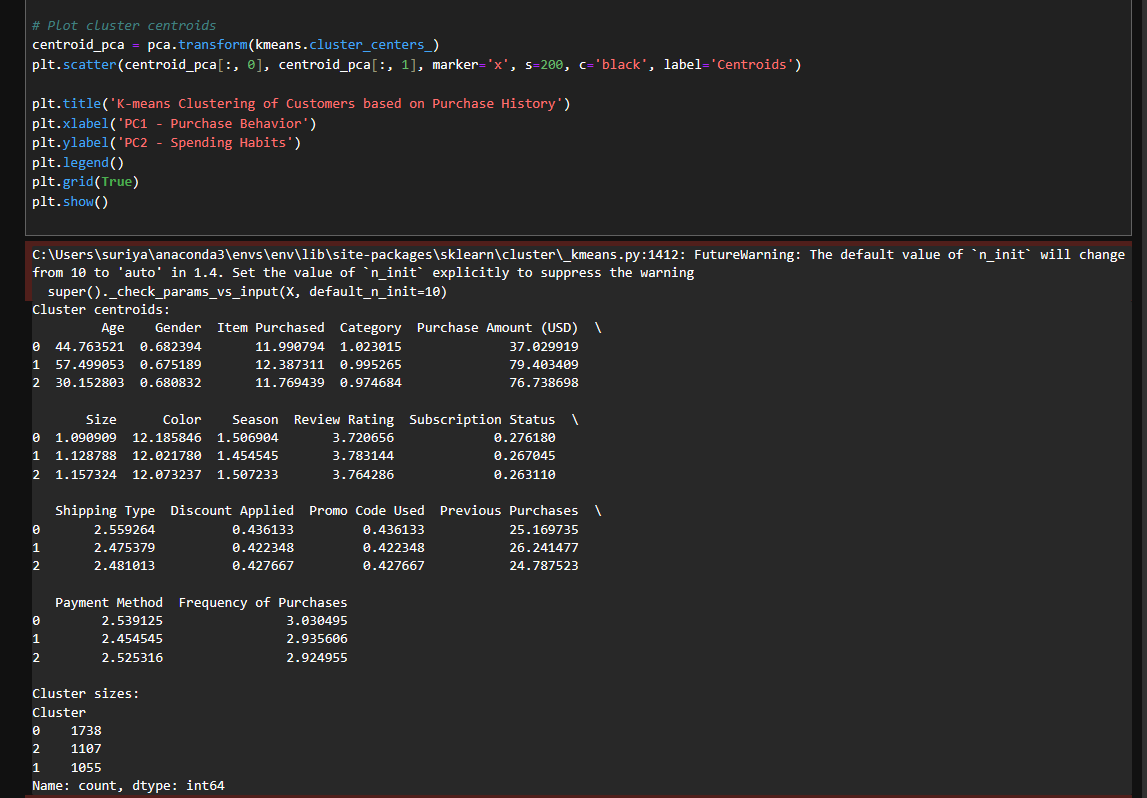 # Plot cluster centroids
centroid_pca = pca.transform(kmeans.cluster_centers_)
plt.scatter(centroid_pca[:, 0], centroid_pca[:, 1], marker='x', s=200, c='black', label='Centroids')
plt.title('K-means Clustering of Customers based on Purchase History')
plt.xlabel('PC1 - Purchase Behavior')
plt.ylabel('PC2 - Spending Habits')
plt.legend()
plt.grid(True)
plt.show()
C:\Users\suriya\anaconda3\envs\env\lib\site-packages\sklearn\cluster\_kmeans.py:1412: FutureWarning: The default value of `n_init` will change
from 10 to 'auto' in 1.4. Set the value of `n_init` explicitly to suppress the warning
  super()._check_params_vs_input(X, default_n_init=10)
Cluster centroids:
         Age    Gender  Item Purchased  Category  Purchase Amount (USD)  \
0  44.763521  0.682394       11.990794  1.023015              37.029919
1  57.499053  0.675189       12.387311  0.995265              79.403409
2  30.152803  0.680832       11.769439  0.974684              76.738698
       Size      Color    Season  Review Rating  Subscription Status  \
0  1.090909  12.185846  1.506904       3.720656             0.276180
1  1.128788  12.021780  1.454545       3.783144             0.267045
2  1.157324  12.073237  1.507233       3.764286             0.263110
   Shipping Type  Discount Applied  Promo Code Used  Previous Purchases  \
0       2.559264          0.436133         0.436133           25.169735
1       2.475379          0.422348         0.422348           26.241477
2       2.481013          0.427667         0.427667           24.787523
   Payment Method  Frequency of Purchases
0        2.539125                3.030495
1        2.454545                2.935606
2        2.525316                2.924955
Cluster sizes:
Cluster
0    1738
2    1107
1    1055
Name: count, dtype: int64